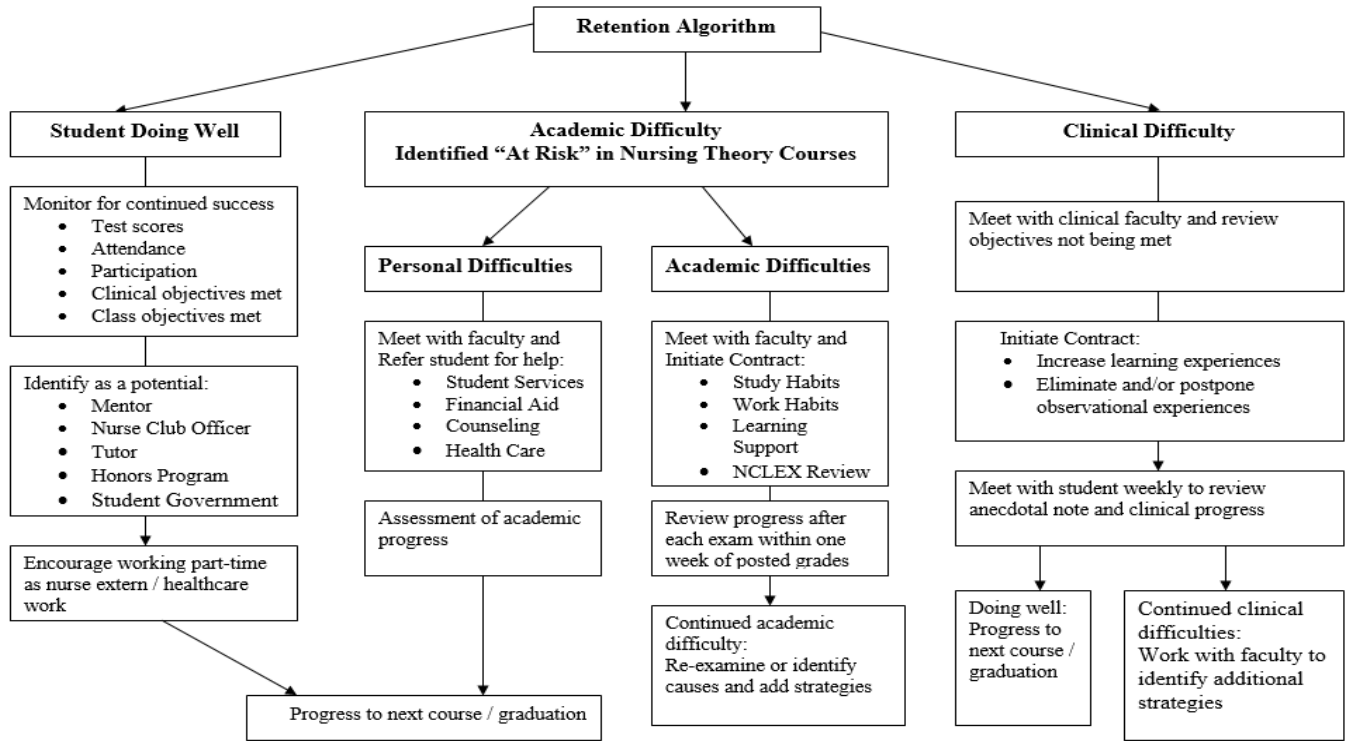 Retention Algorithm
Student Doing Well
Monitor for continued success
• Test scores
• Attendance
• Participation
• Clinical objectives met
• Class objectives met
Identify as a potential:
• Mentor
• Nurse Club Officer
• Tutor
• Honors Program
• Student Government
Encourage working part-time
as nurse extern / healthcare
work
Academic Difficulty
Identified “At Risk” in Nursing Theory Courses
Personal Difficulties
Meet with faculty and
Refer student for help:
• Student Services
• Financial Aid
• Counseling
• Health Care
Assessment of academic
progress
Progress to next course / graduation
Academic Difficulties
Meet with faculty and
Initiate Contract:
• Study Habits
• Work Habits
• Learning
Support
• NCLEX Review
Review progress after
each exam within one
week of posted grades
Continued academic
difficulty:
Re-examine or identify
causes and add strategies
Clinical Difficulty
Meet with clinical faculty and review
objectives not being met
Initiate Contract:
• Increase learning experiences
• Eliminate and/or postpone
observational experiences
Meet with student weekly to review
anecdotal note and clinical progress
Doing well:
Progress to
next course /
graduation
Continued clinical
difficulties:
Work with faculty to
identify additional
strategies